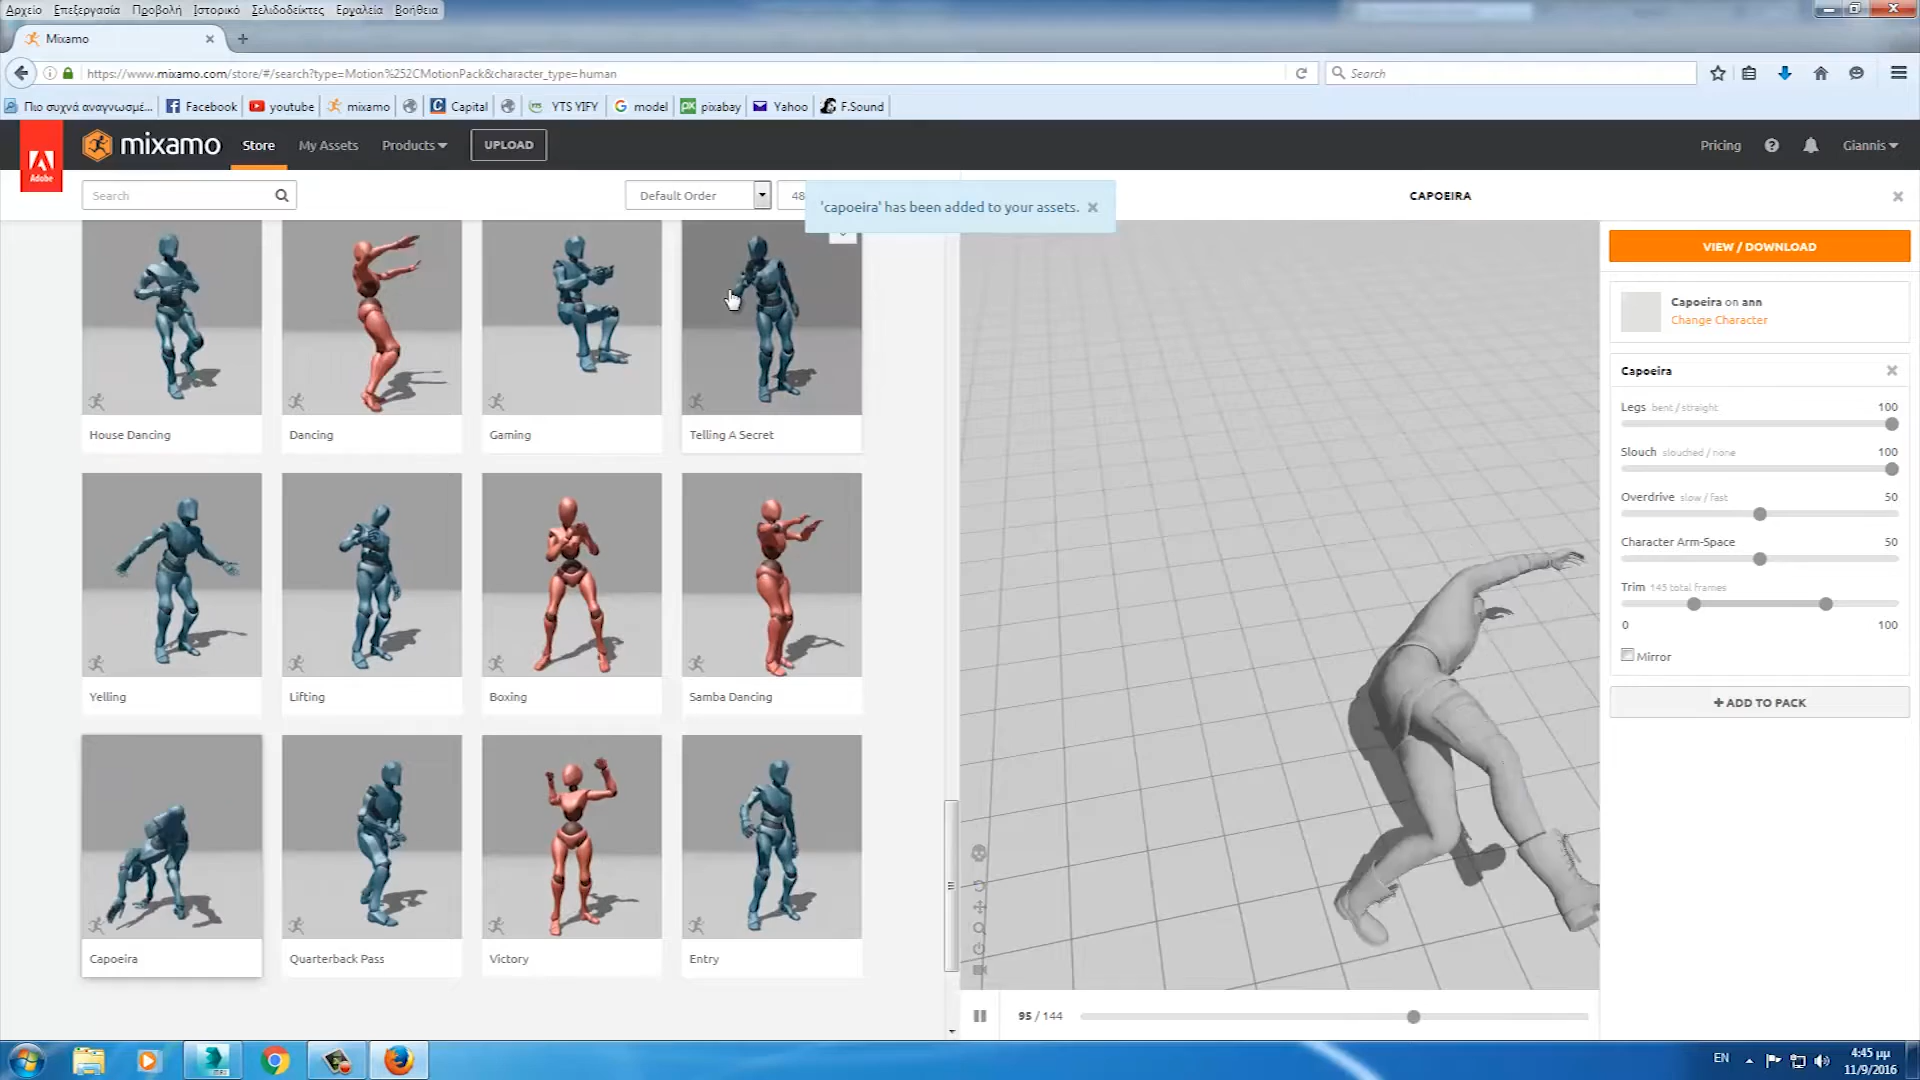 Αρχείο Επεξεργασία Προβολή Ιστορικό Σελιδοδείκτες Εργαλεία Βοήθεια
Mixamo
https://www.mixamo.com/store/#/search?type=Motion%252CMotionPack&character_type=human
Search
Πιο συχνά αναγνωσμέ... Facebook youtube mixamo Capital YTS YIFY model pixabay Yahoo F.Sound
Adobe
mixamo Store My Assets Products UPLOAD Pricing Giannis
Search
Default Order
48
'capoeira' has been added to your assets.
CAPOEIRA
House Dancing Dancing Gaming Telling A Secret
Yelling Lifting Boxing Samba Dancing
Capoeira Quarterback Pass Victory Entry
95 / 144
VIEW / DOWNLOAD
Capoeira on ann
Change Character
Capoeira
Legs bent / straight 100
Slouch slouched / none 100
Overdrive slow / fast 50
Character Arm-Space 50
Trim 145 total frames
0 100
Mirror
+ ADD TO PACK
EN
4:45 μμ
11/9/2016